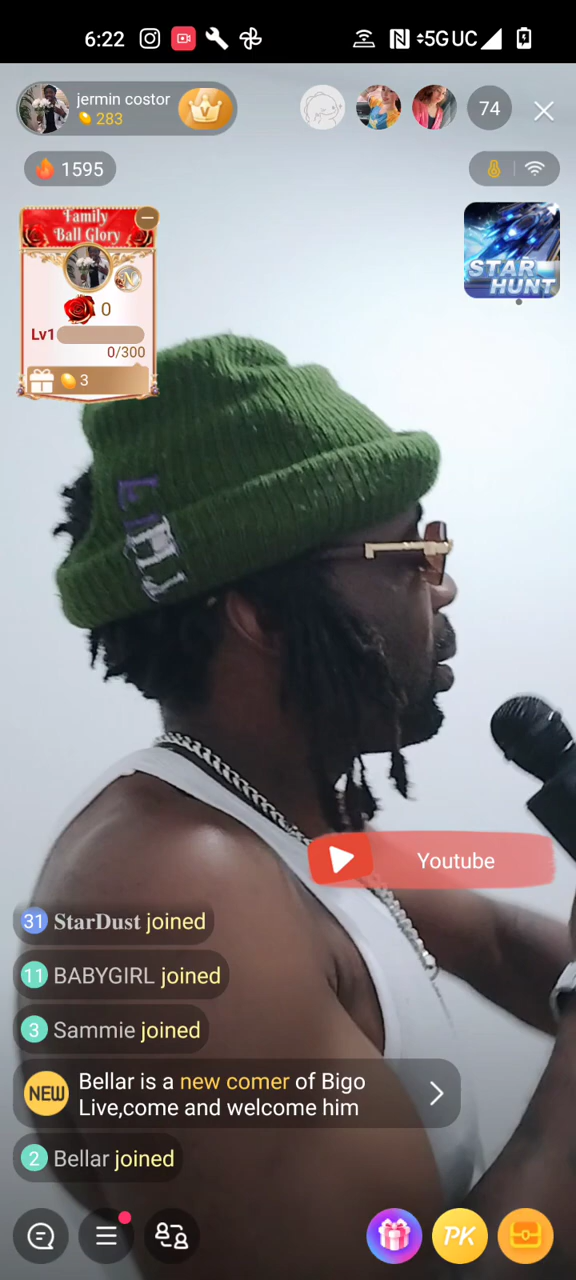 6:22
5G UC
jermin costor
283
74
1595
Family
Ball Glory
N
0
Lv1
0/300
3
STAR
HUNT
Youtube
31 StarDust joined
11 BABYGIRL joined
3 Sammie joined
NEW
Bellar is a new comer of Bigo
Live,come and welcome him
2 Bellar joined
PK